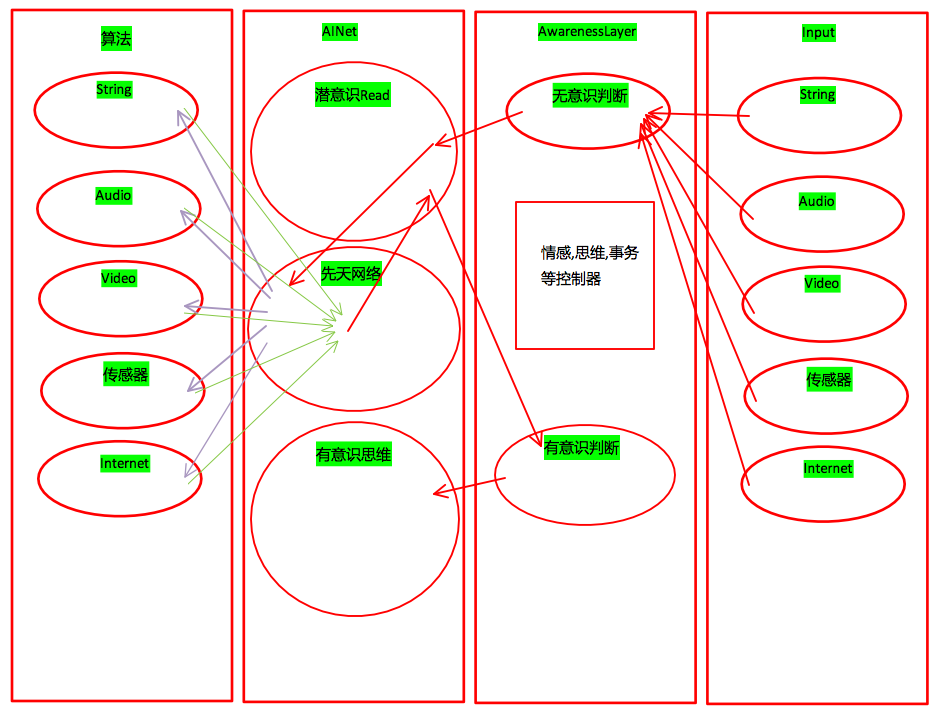 算法
String
Audio
Video
传感器
Internet
AINet
潜意识Read
先天网络
有意识思维
AwarenessLayer
无意识判断
情感,思维,事务
等控制器
有意识判断
Input
String
Audio
Video
传感器
Internet